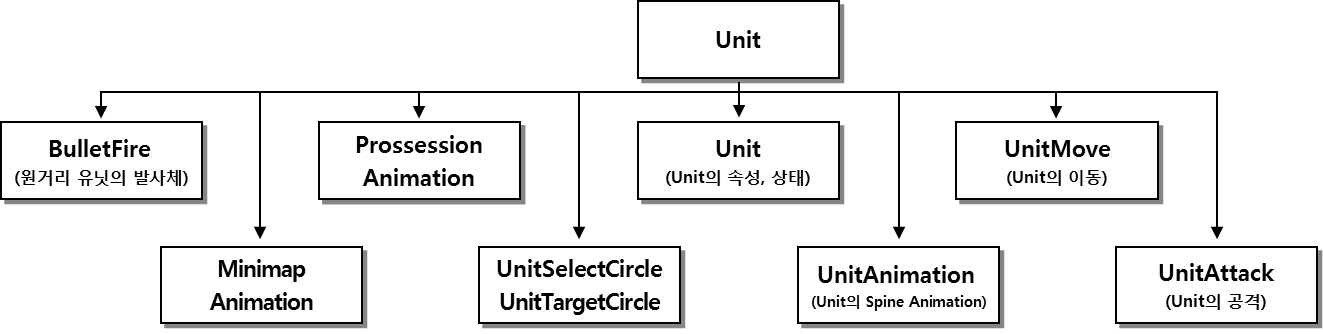 Unit
BulletFire
(원거리 유닛의 발사체)
Prossession
Animation
Unit
(Unit의 속성, 상태)
UnitMove
(Unit의 이동)
Minimap
Animation
UnitSelectCircle
UnitTargetCircle
UnitAnimation
(Unit의 Spine Animation)
UnitAttack
(Unit의 공격)